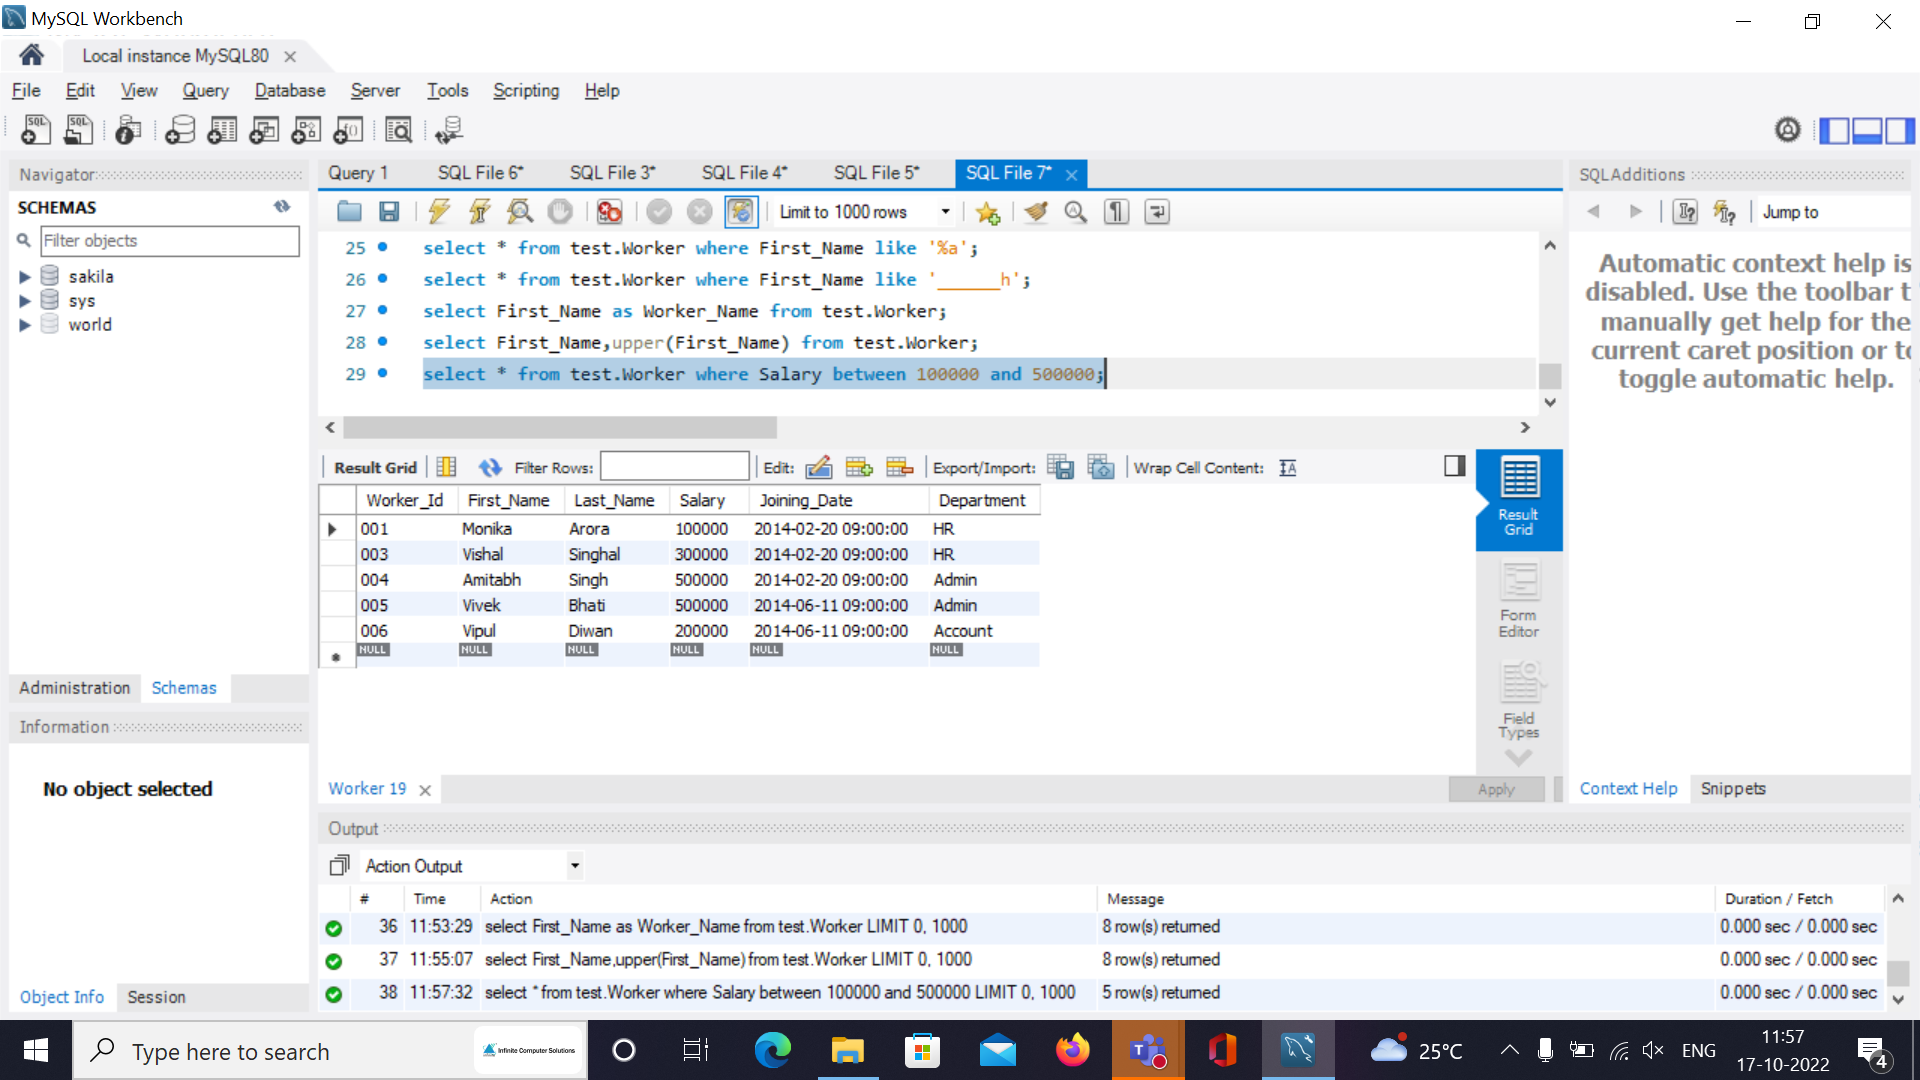 MySQL Workbench
Local instance MySQL80
File Edit View Query Database Server Tools Scripting Help
Navigator
SCHEMAS
Filter objects
sakila
sys
world
Administration Schemas
Information
No object selected
Object Info Session
Query 1 SQL File 6* SQL File 3* SQL File 4* SQL File 5* SQL File 7*
Limit to 1000 rows
25 select * from test.Worker where First_Name like '%a';
26 select * from test.Worker where First_Name like '______h';
27 select First_Name as Worker_Name from test.Worker;
28 select First_Name,upper(First_Name) from test.Worker;
29 select * from test.Worker where Salary between 100000 and 500000;
Result Grid Filter Rows: Edit: Export/Import: Wrap Cell Content:
Worker_Id First_Name Last_Name Salary Joining_Date Department
001 Monika Arora 100000 2014-02-20 09:00:00 HR
003 Vishal Singhal 300000 2014-02-20 09:00:00 HR
004 Amitabh Singh 500000 2014-02-20 09:00:00 Admin
005 Vivek Bhati 500000 2014-06-11 09:00:00 Admin
006 Vipul Diwan 200000 2014-06-11 09:00:00 Account
NULL NULL NULL NULL NULL NULL
Result
Grid
Form
Editor
Field
Types
Worker 19
Apply
SQLAdditions
Jump to
Automatic context help is
disabled. Use the toolbar t
manually get help for the
current caret position or to
toggle automatic help.
Context Help Snippets
Output
Action Output
# Time Action Message Duration / Fetch
36 11:53:29 select First_Name as Worker_Name from test.Worker LIMIT 0, 1000 8 row(s) returned 0.000 sec / 0.000 sec
37 11:55:07 select First_Name,upper(First_Name) from test.Worker LIMIT 0, 1000 8 row(s) returned 0.000 sec / 0.000 sec
38 11:57:32 select * from test.Worker where Salary between 100000 and 500000 LIMIT 0, 1000 5 row(s) returned 0.000 sec / 0.000 sec
Type here to search
Infinite Computer Solutions
25°C
ENG
11:57
17-10-2022
4